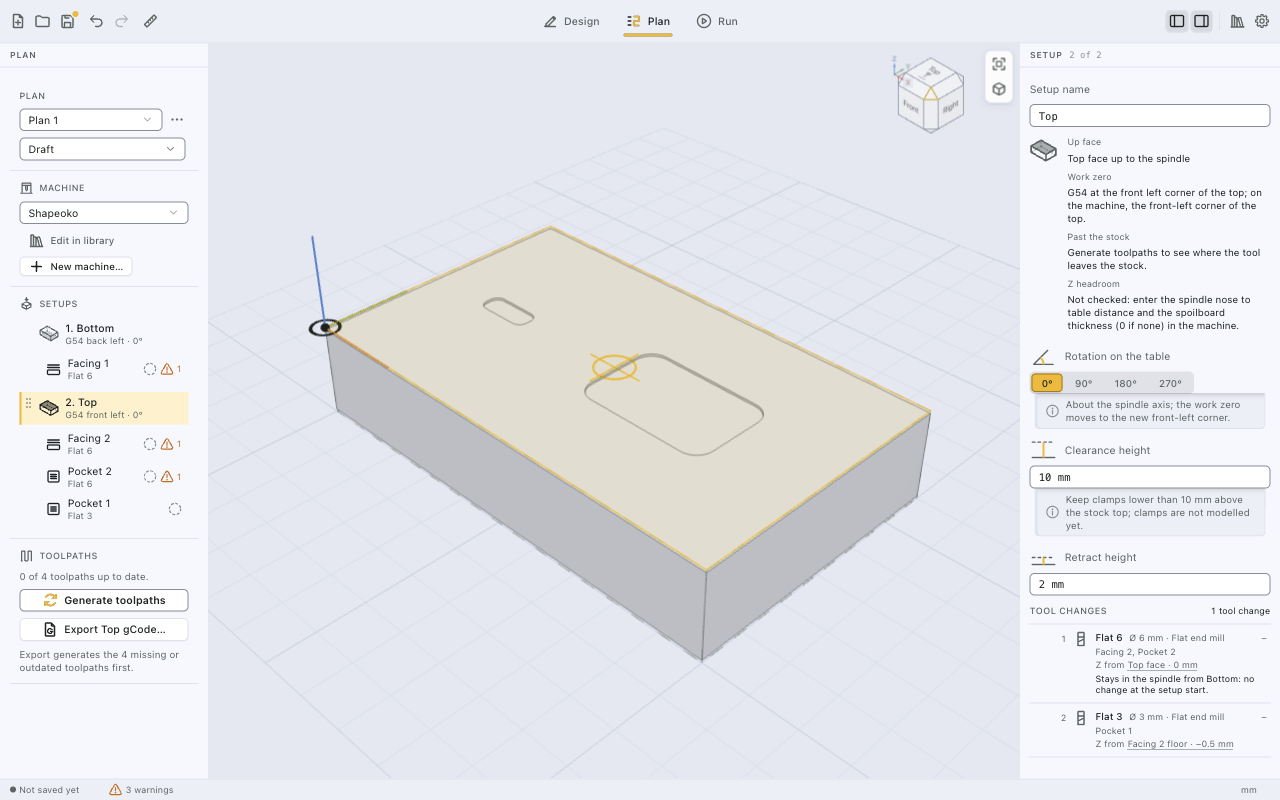 Design
Plan
Run
PLAN
PLAN
Plan 1
Draft
MACHINE
Shapeoko
Edit in library
New machine...
SETUPS
1. Bottom
G54 back left · 0°
Facing 1
Flat 6
1
2. Top
G54 front left · 0°
Facing 2
Flat 6
1
Pocket 2
Flat 6
1
Pocket 1
Flat 3
TOOLPATHS
0 of 4 toolpaths up to date.
Generate toolpaths
Export Top gCode...
Export generates the 4 missing or
outdated toolpaths first.
Z
Y
X
Front
Right
SETUP 2 of 2
Setup name
Top
Up face
Top face up to the spindle
Work zero
G54 at the front left corner of the top; on
the machine, the front-left corner of the
top.
Past the stock
Generate toolpaths to see where the tool
leaves the stock.
Z headroom
Not checked: enter the spindle nose to
table distance and the spoilboard
thickness (0 if none) in the machine.
Rotation on the table
0° 90° 180° 270°
About the spindle axis; the work zero
moves to the new front-left corner.
Clearance height
10 mm
Keep clamps lower than 10 mm above
the stock top; clamps are not modelled
yet.
Retract height
2 mm
TOOL CHANGES 1 tool change
1 Flat 6 Ø 6 mm · Flat end mill –
Facing 2, Pocket 2
Z from Top face · 0 mm
Stays in the spindle from Bottom: no
change at the setup start.
2 Flat 3 Ø 3 mm · Flat end mill –
Pocket 1
Z from Facing 2 floor · −0.5 mm
Not saved yet
3 warnings
mm